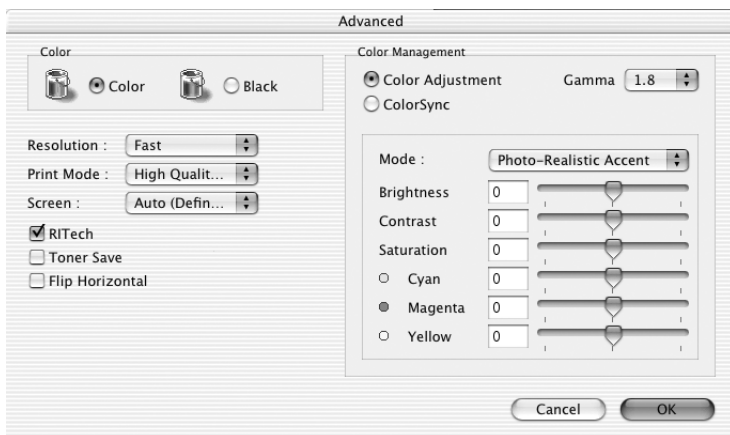 Advanced
Color
Color
Black
Resolution :
Fast
Print Mode :
High Qualit...
Screen :
Auto (Defin...
RITech
Toner Save
Flip Horizontal
Color Management
Color Adjustment
Gamma
1.8
ColorSync
Mode :
Photo-Realistic Accent
Brightness
0
Contrast
0
Saturation
0
Cyan
0
Magenta
0
Yellow
0
Cancel
OK